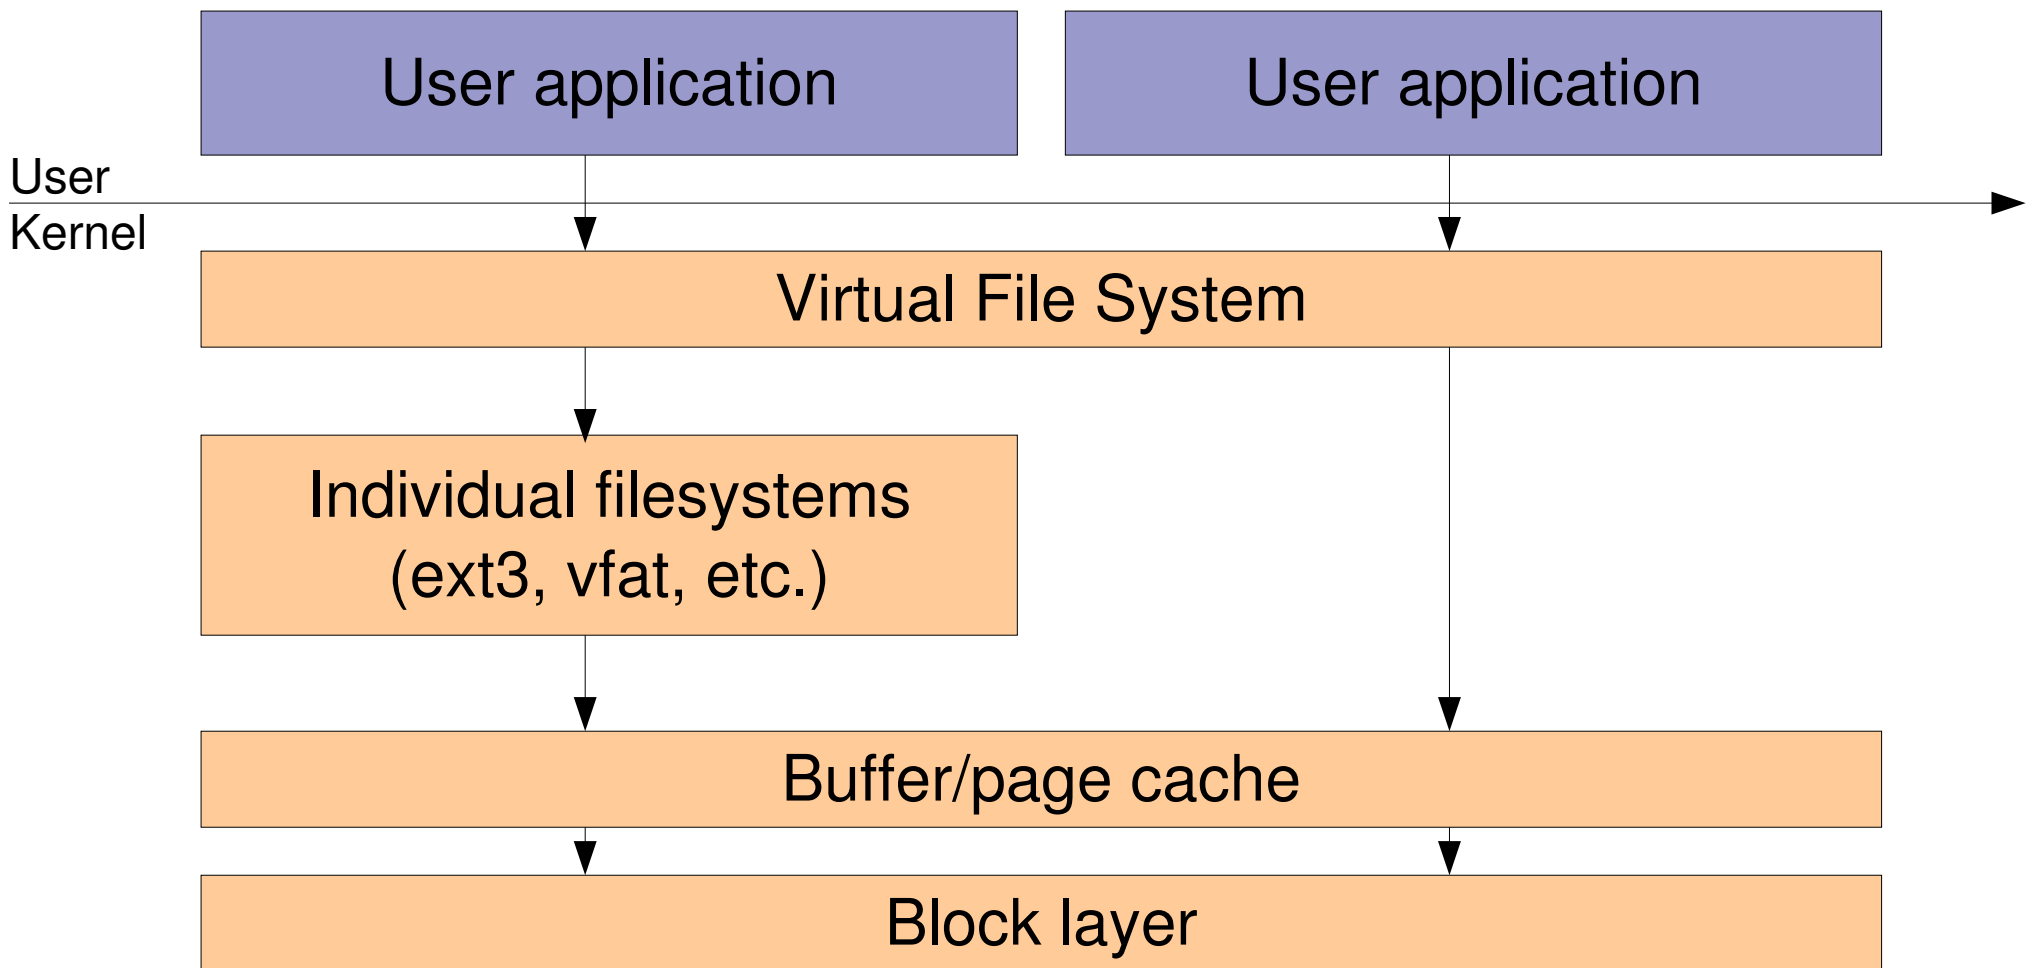 User application
User application
User
Kernel
Virtual File System
Individual filesystems
(ext3, vfat, etc.)
Buffer/page cache
Block layer